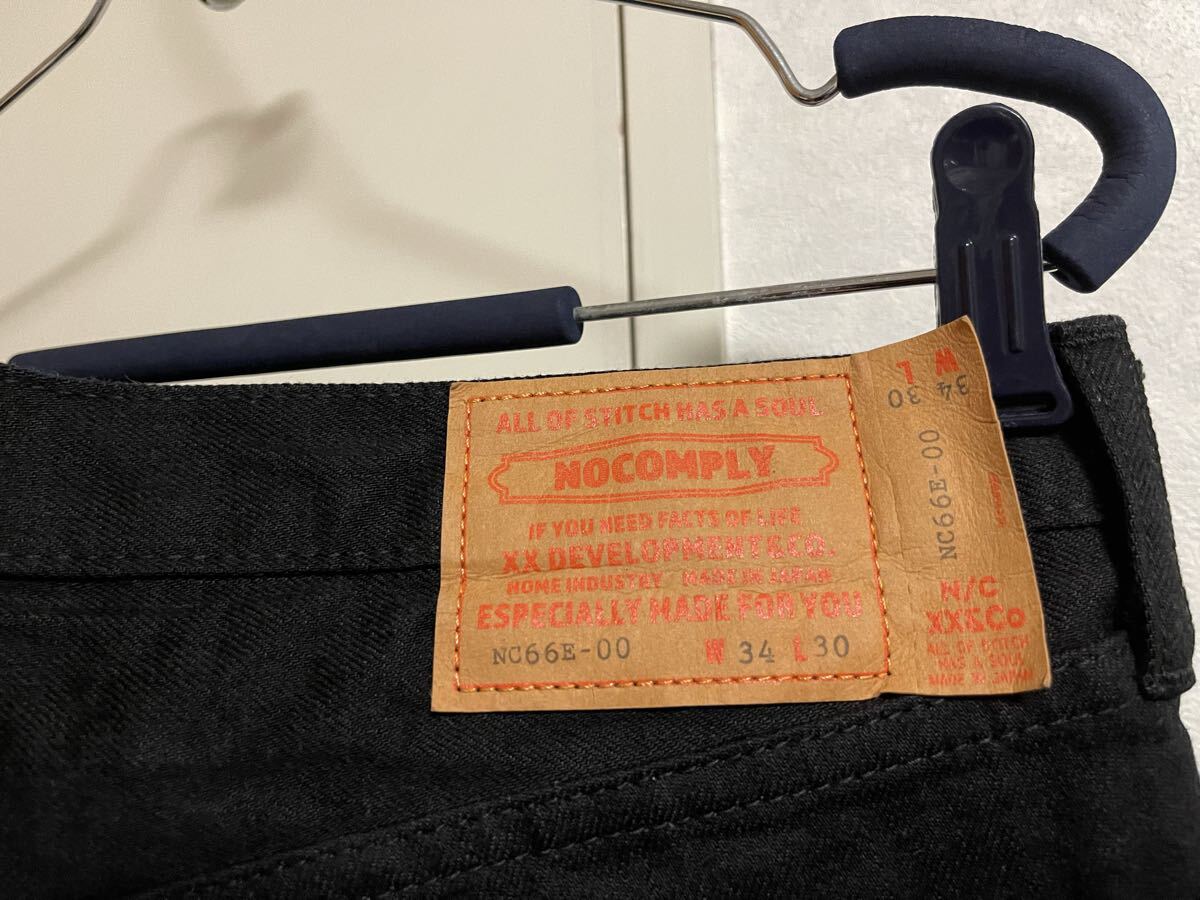 ALL OF STITCH HAS A SOUL
NOCOMPLY
IF YOU NEED FACTS OF LIFE
XX DEVELOPMENT&CO.
HOME INDUSTRY MADE IN JAPAN
ESPECIALLY MADE FOR YOU
NC66E-00 W 34 L 30
W 34
L 30
NC66E-00
N/C
XX&Co
ALL OF STITCH
HAS A SOUL
MADE IN JAPAN